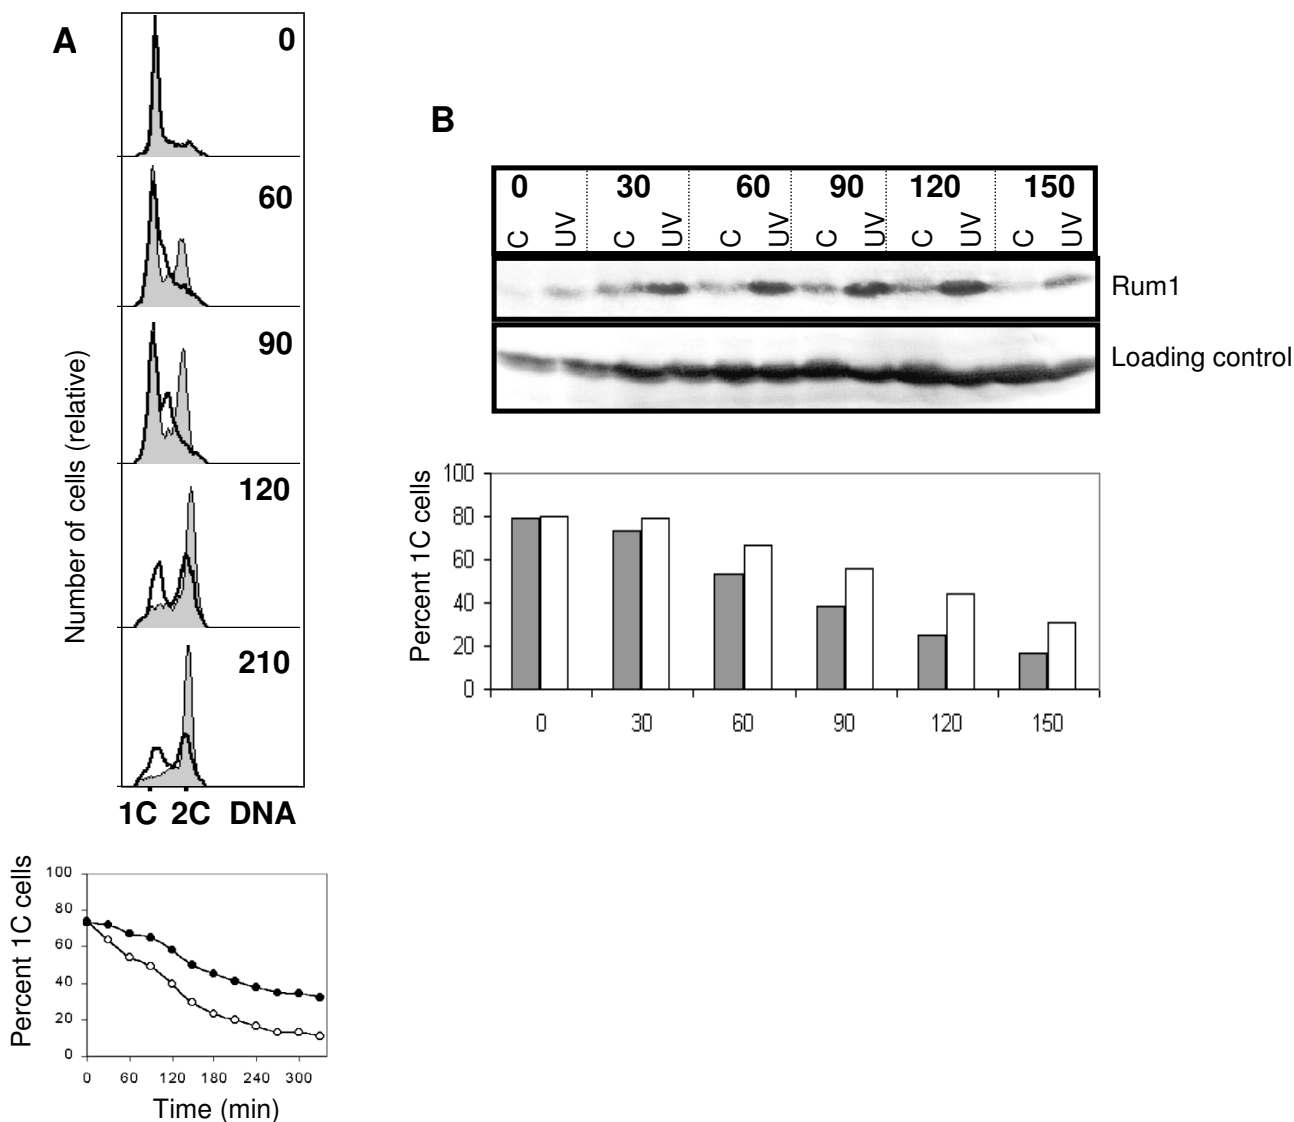 A
0
60
90
120
210
Number of cells (relative)
1C 2C DNA
Percent 1C cells
100
80
60
40
20
0
0 60 120 180 240 300
Time (min)
B
0 30 60 90 120 150
C UV C UV C UV C UV C UV C UV
Rum1
Loading control
Percent 1C cells
100
80
60
40
20
0
0 30 60 90 120 150